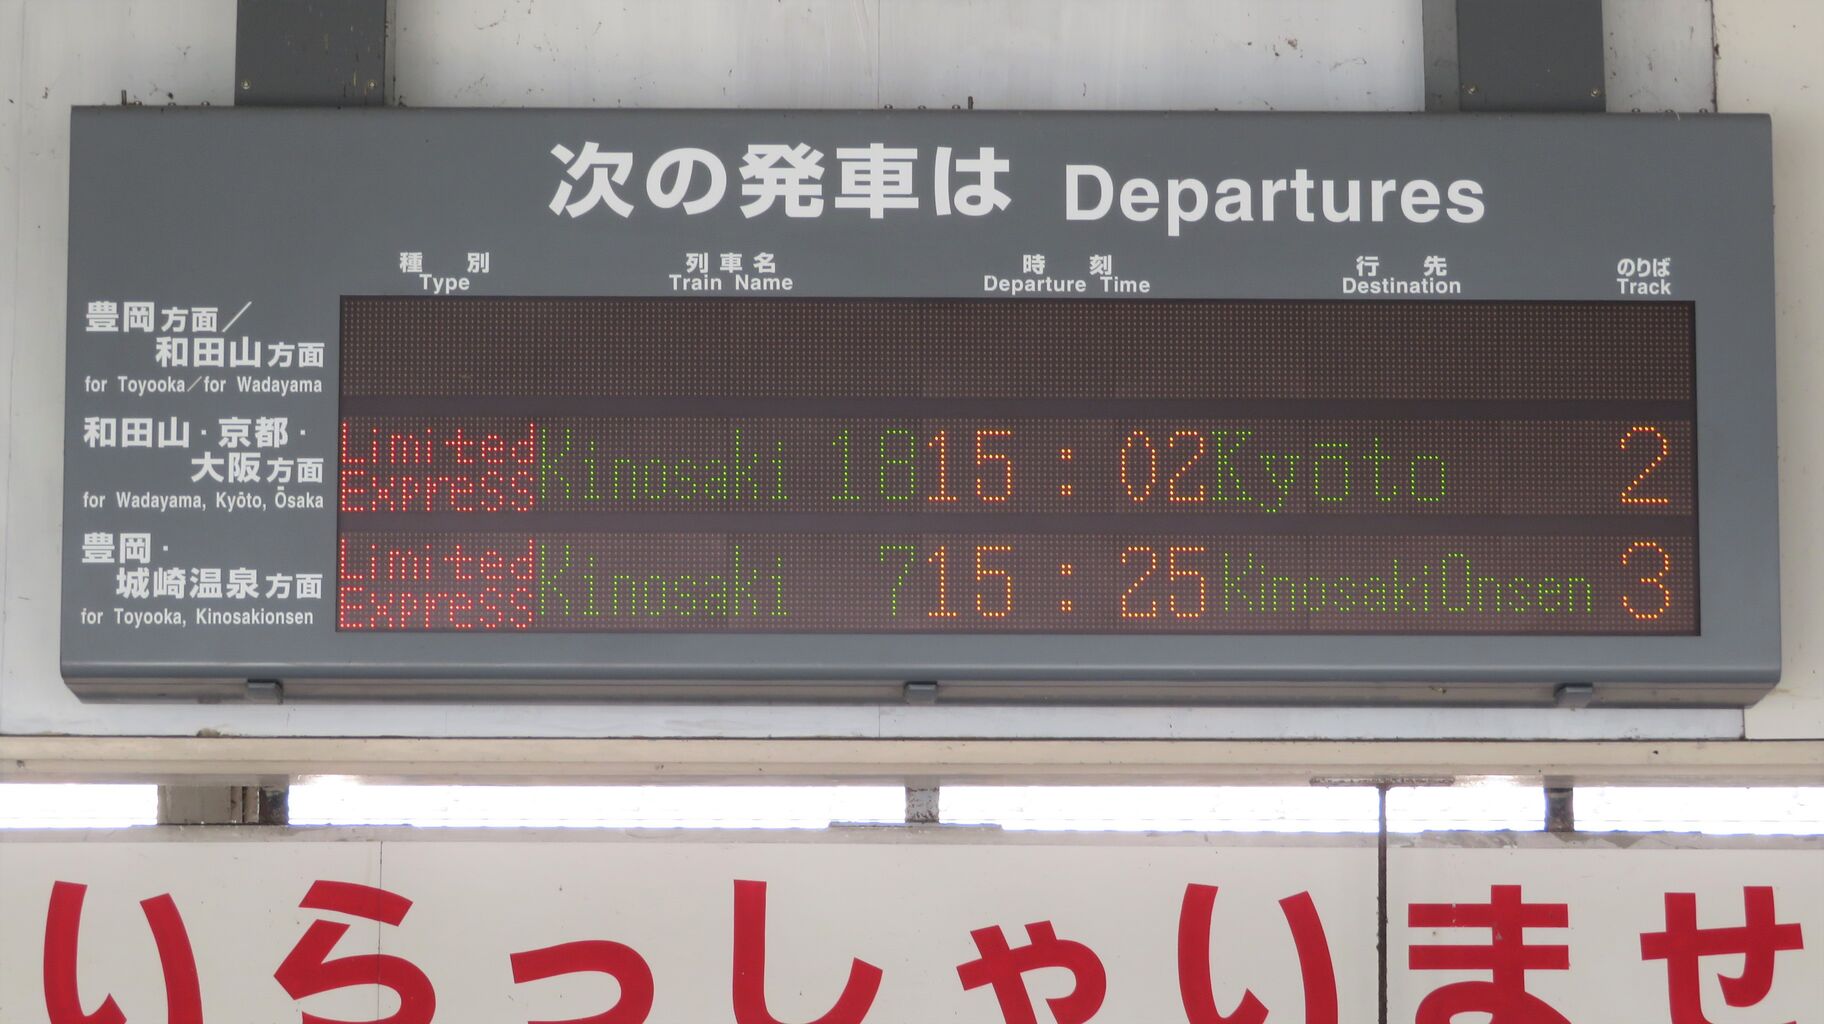 次の発車は Departures
種 別 列車名 時 刻 行 先 のりば
Type Train Name Departure Time Destination Track
豊岡方面／
和田山方面
for Toyooka／for Wadayama
和田山・京都・
大阪方面
for Wadayama, Kyōto, Ōsaka
Limited Express Kinosaki 18 15:02 Kyōto 2
豊岡・
城崎温泉方面
for Toyooka, Kinosakionsen
Limited Express Kinosaki 7 15:25 KinosakiOnsen 3
いらっしゃいませ